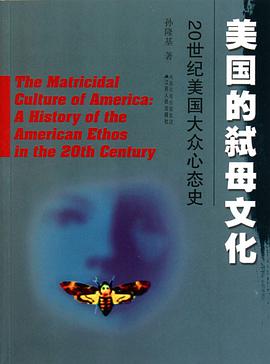 孙隆基 著
美国的弑母文化
20世纪美国大众心态史
The Matricidal
Culture of America:
A History of the
American Ethos
in the 20th Century